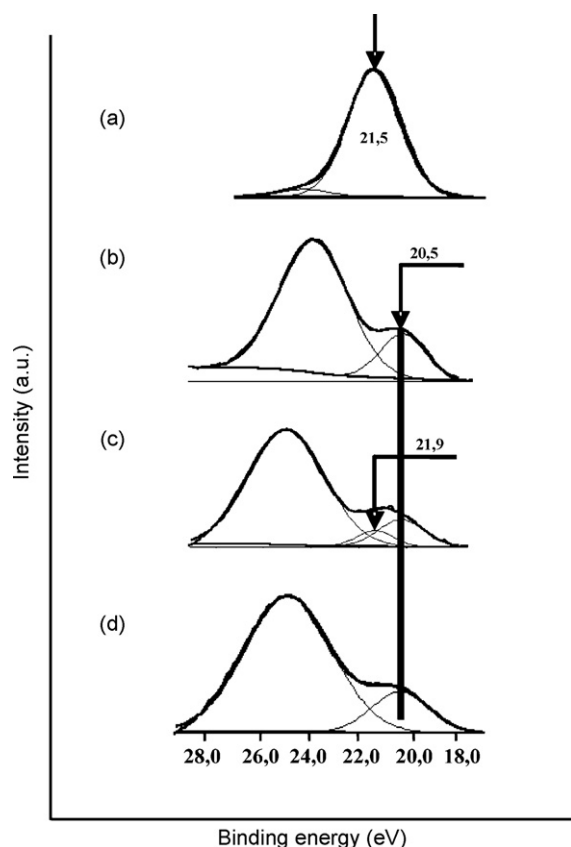 (a)
21,5
(b)
20,5
(c)
21,9
(d)
28,0 26,0 24,0 22,0 20,0 18,0
Intensity (a.u.)
Binding energy (eV)